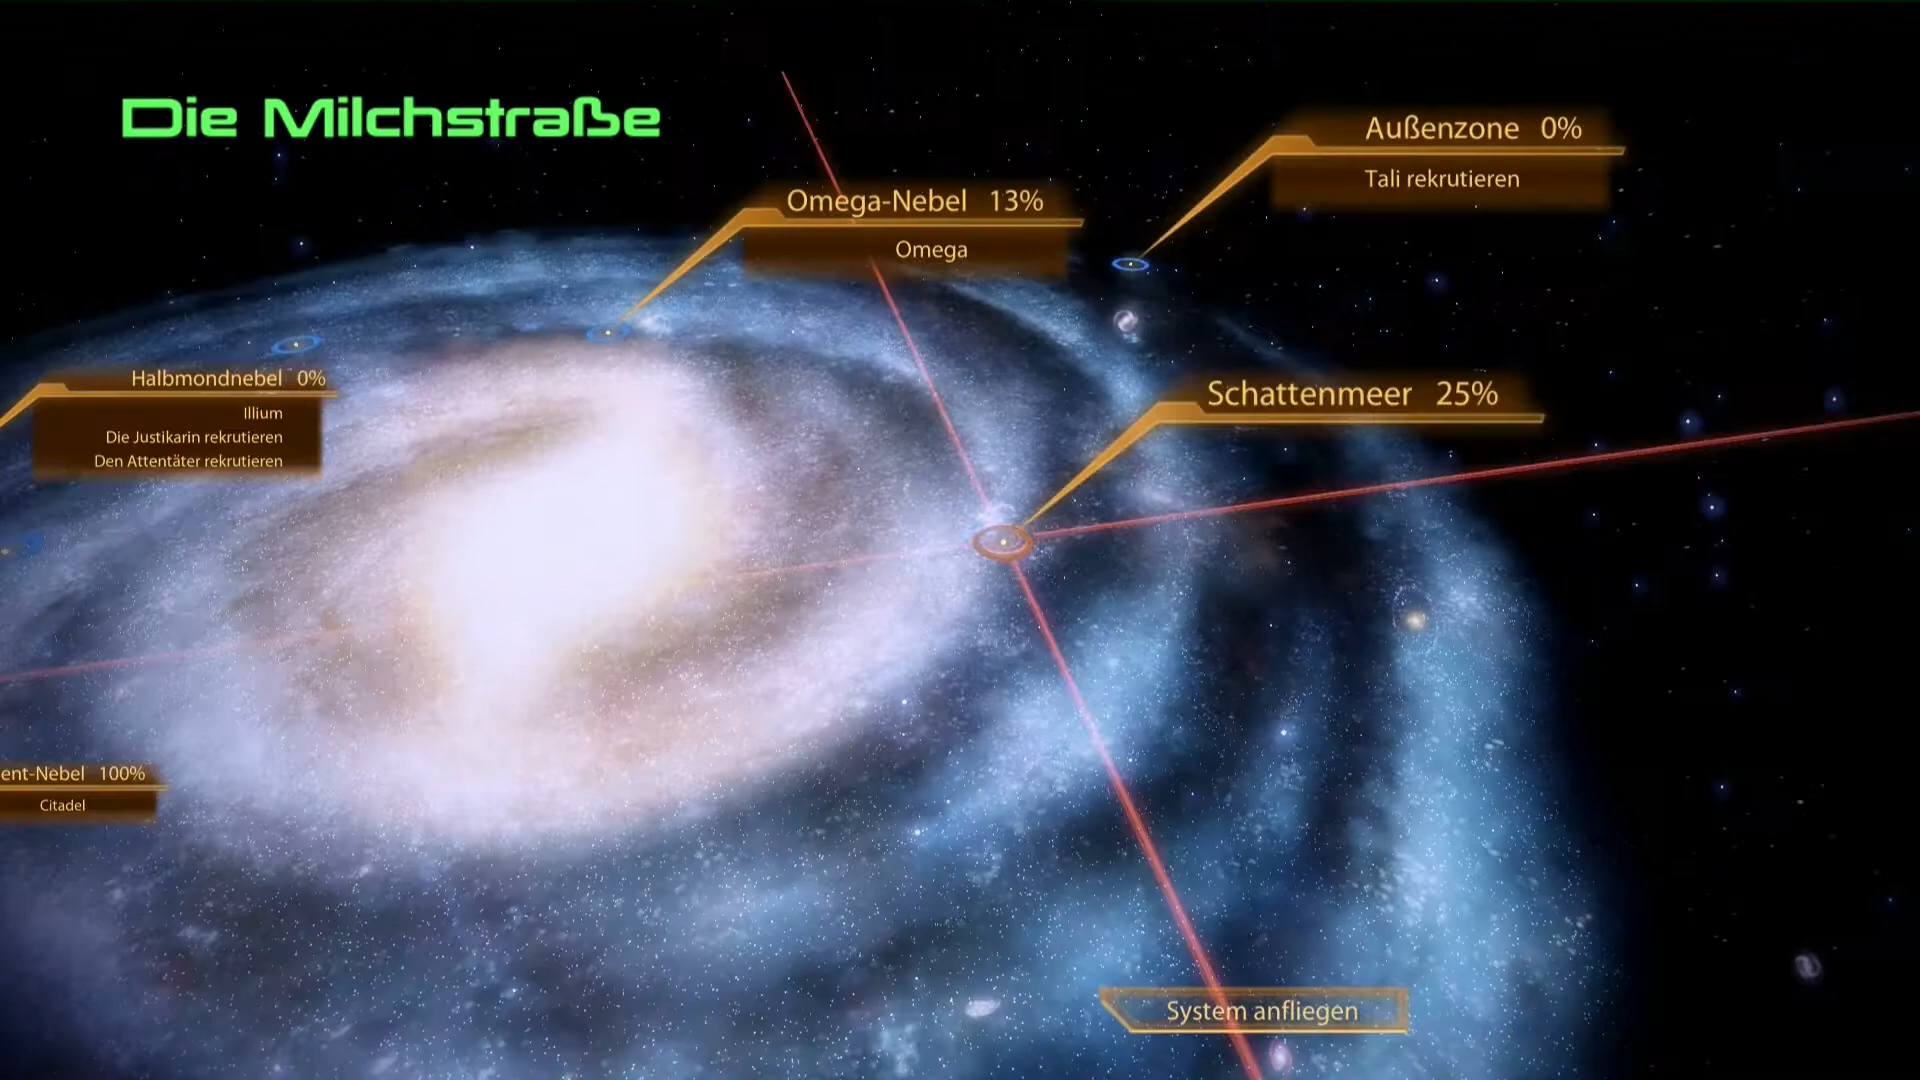 Die Milchstraße
Außenzone 0%
Tali rekrutieren
Omega-Nebel 13%
Omega
Halbmondnebel 0%
Illium
Die Justikarin rekrutieren
Den Attentäter rekrutieren
Schattenmeer 25%
ent-Nebel 100%
Citadel
System anfliegen